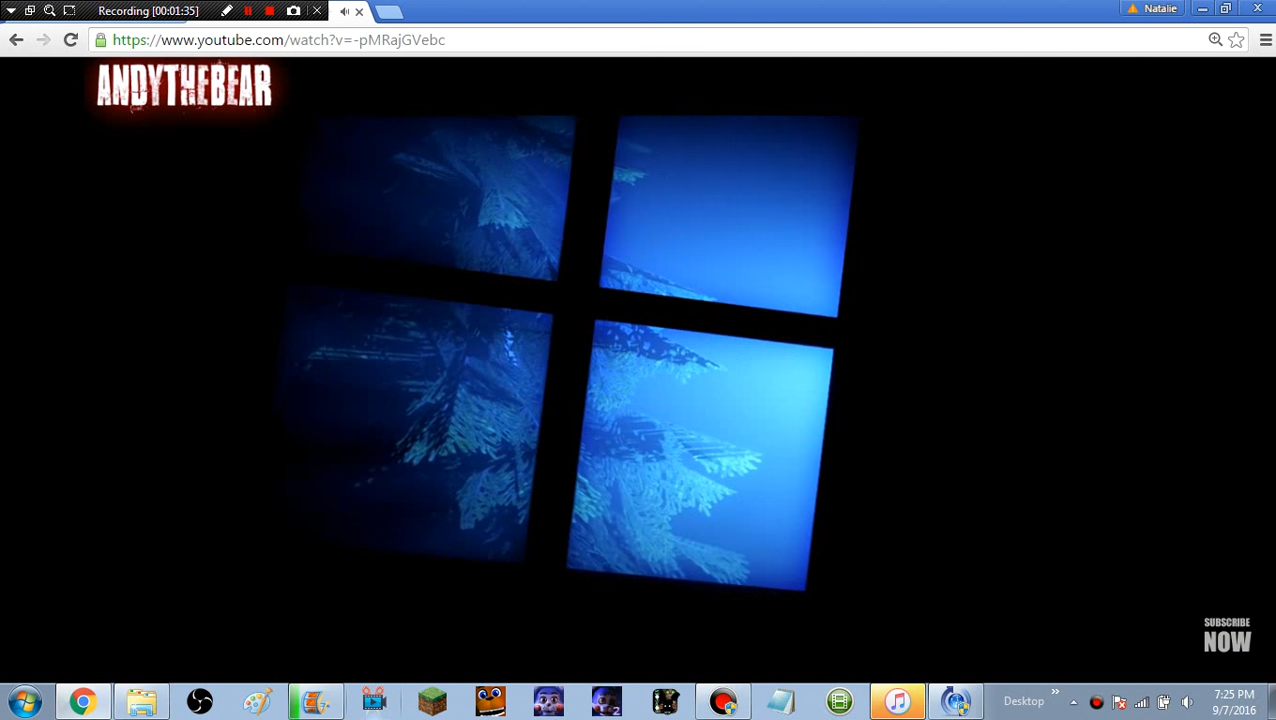 Recording [00:01:35]
Natalie
https://www.youtube.com/watch?v=-pMRajGVebc
ANDYTHEBEAR
SUBSCRIBE
NOW
2
Desktop
7:25 PM
9/7/2016